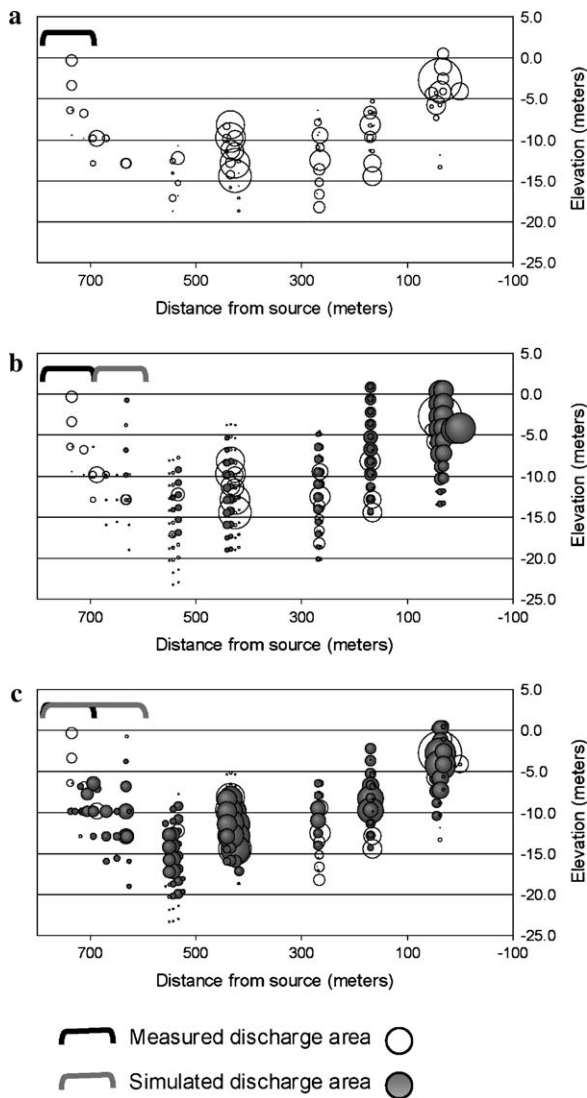 a
5.0
0.0
-5.0
-10.0
-15.0
-20.0
-25.0
Elevation (meters)
700 500 300 100 -100
Distance from source (meters)
b
5.0
0.0
-5.0
-10.0
-15.0
-20.0
-25.0
Elevation (meters)
700 500 300 100 -100
Distance from source (meters)
c
5.0
0.0
-5.0
-10.0
-15.0
-20.0
-25.0
Elevation (meters)
700 500 300 100 -100
Distance from source (meters)
Measured discharge area
Simulated discharge area